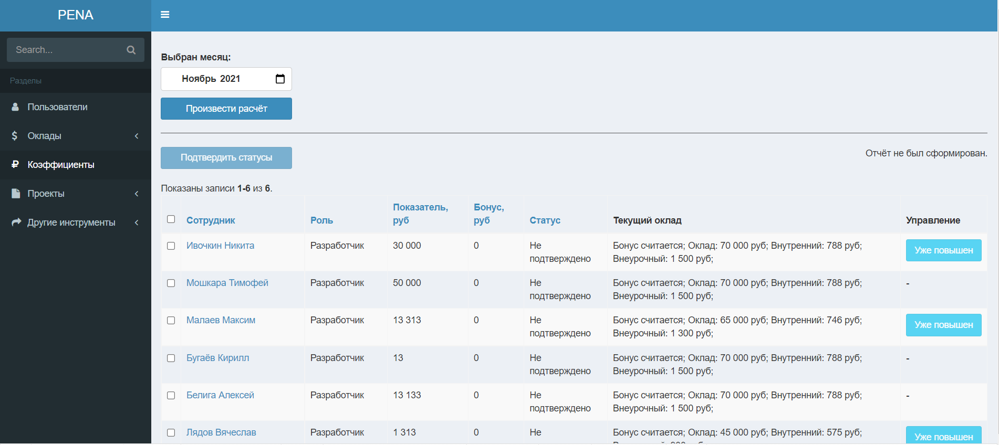 PENA
Search...
Разделы
Пользователи
Оклады
Коэффициенты
Проекты
Другие инструменты
Выбран месяц:
Ноябрь 2021
Произвести расчёт
Подтвердить статусы
Отчёт не был сформирован.
Показаны записи 1-6 из 6.
Сотрудник Роль Показатель, руб Бонус, руб Статус Текущий оклад Управление
Ивочкин Никита Разработчик 30 000 0 Не подтверждено Бонус считается; Оклад: 70 000 руб; Внутренний: 788 руб; Внеурочный: 1 500 руб; Уже повышен
Мошкара Тимофей Разработчик 50 000 0 Не подтверждено Бонус считается; Оклад: 70 000 руб; Внутренний: 788 руб; Внеурочный: 1 500 руб; -
Малаев Максим Разработчик 13 313 0 Не подтверждено Бонус считается; Оклад: 65 000 руб; Внутренний: 746 руб; Внеурочный: 1 300 руб; Уже повышен
Бугаёв Кирилл Разработчик 13 0 Не подтверждено Бонус считается; Оклад: 70 000 руб; Внутренний: 788 руб; Внеурочный: 1 500 руб; -
Белига Алексей Разработчик 13 133 0 Не подтверждено Бонус считается; Оклад: 70 000 руб; Внутренний: 788 руб; Внеурочный: 1 500 руб; -
Лядов Вячеслав Разработчик 1 313 0 Не Бонус считается; Оклад: 45 000 руб; Внутренний: 575 руб; Уже повышен